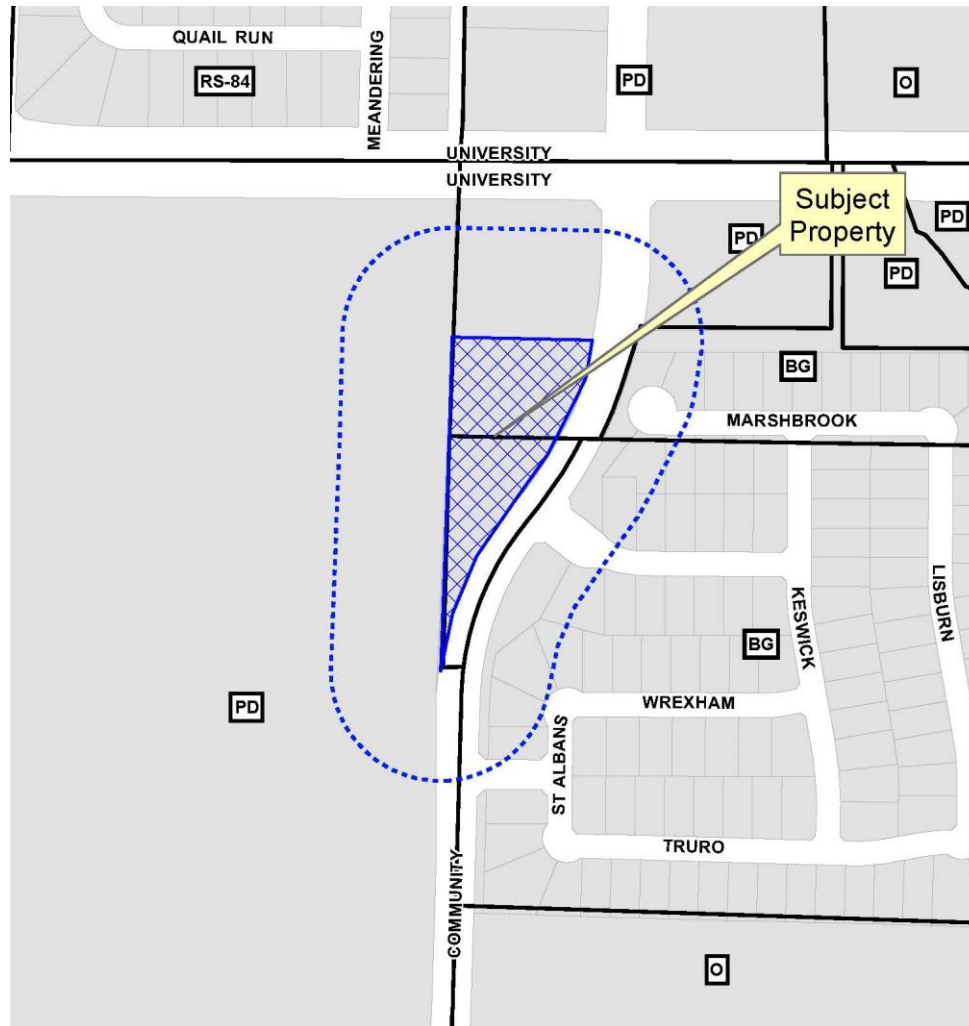 QUAIL RUN
RS-84
MEANDERING
PD
O
UNIVERSITY
UNIVERSITY
Subject
Property
PD
PD
PD
BG
MARSHBROOK
KESWICK
LISBURN
BG
PD
WREXHAM
ST ALBANS
TRURO
COMMUNITY
O